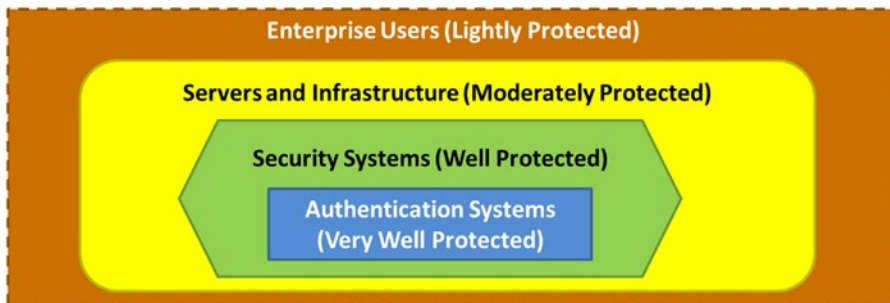 Enterprise Users (Lightly Protected)
Servers and Infrastructure (Moderately Protected)
Security Systems (Well Protected)
Authentication Systems
(Very Well Protected)